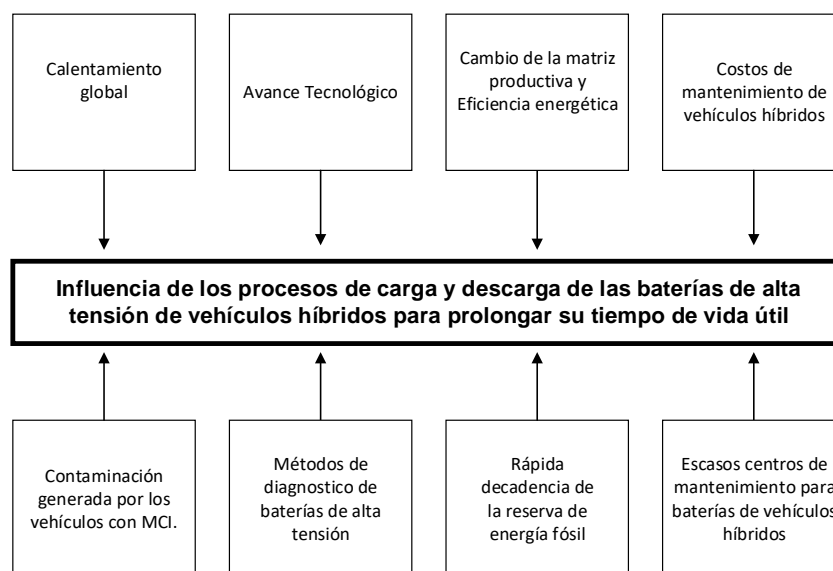 Calentamiento
global
Avance Tecnológico
Cambio de la matriz
productiva y
Eficiencia energética
Costos de
mantenimiento de
vehículos híbridos
Influencia de los procesos de carga y descarga de las baterías de alta
tensión de vehículos híbridos para prolongar su tiempo de vida útil
Contaminación
generada por los
vehículos con MCI.
Métodos de
diagnostico de
baterías de alta
tensión
Rápida
decadencia de
la reserva de
energía fósil
Escasos centros de
mantenimiento para
baterías de vehículos
híbridos